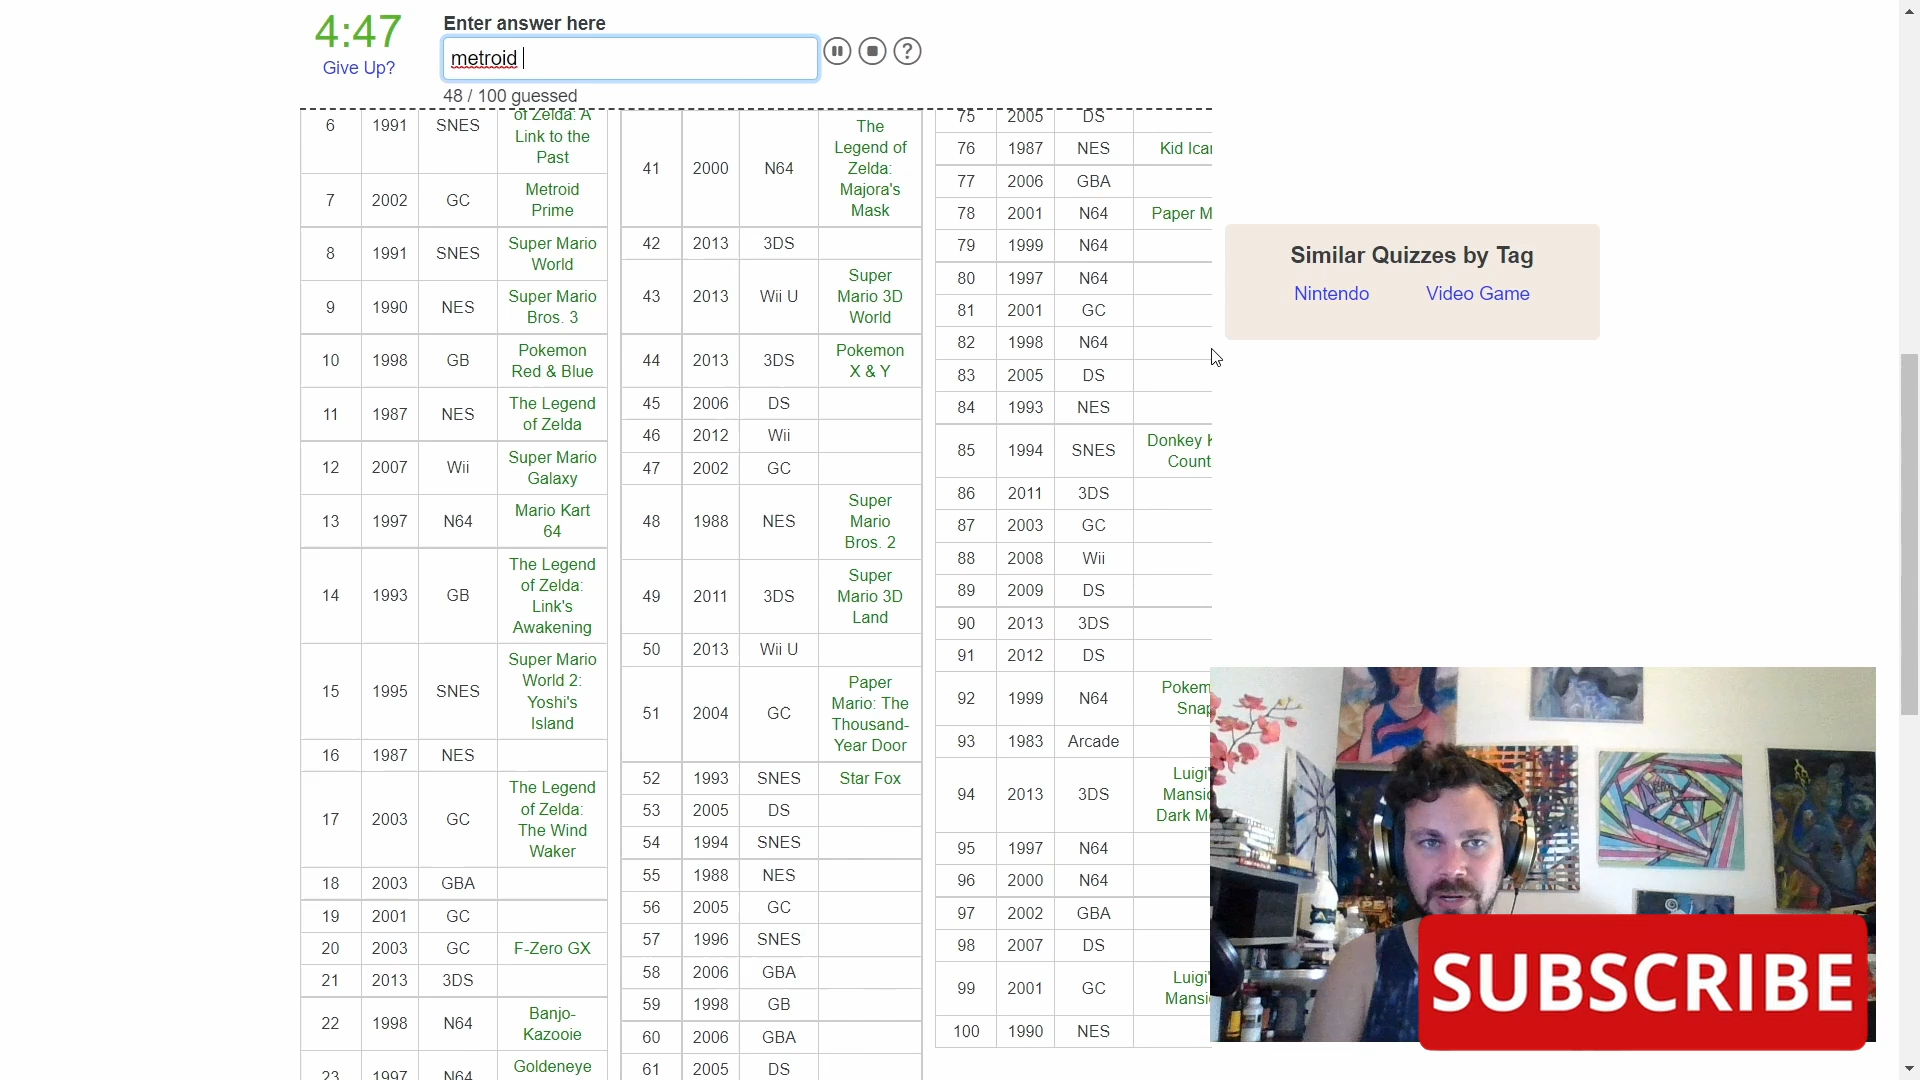 4:47
Give Up?
Enter answer here
metroid
48 / 100 guessed
6 1991 SNES of Zelda: A
Link to the
Past
7 2002 GC Metroid
Prime
8 1991 SNES Super Mario
World
9 1990 NES Super Mario
Bros. 3
10 1998 GB Pokemon
Red & Blue
11 1987 NES The Legend
of Zelda
12 2007 Wii Super Mario
Galaxy
13 1997 N64 Mario Kart
64
14 1993 GB The Legend
of Zelda:
Link's
Awakening
15 1995 SNES Super Mario
World 2:
Yoshi's
Island
16 1987 NES
17 2003 GC The Legend
of Zelda:
The Wind
Waker
18 2003 GBA
19 2001 GC
20 2003 GC F-Zero GX
21 2013 3DS
22 1998 N64 Banjo-
Kazooie
23 1997 N64 Goldeneye
41 2000 N64 The
Legend of
Zelda:
Majora's
Mask
42 2013 3DS
43 2013 Wii U Super
Mario 3D
World
44 2013 3DS Pokemon
X & Y
45 2006 DS
46 2012 Wii
47 2002 GC
48 1988 NES Super
Mario
Bros. 2
49 2011 3DS Super
Mario 3D
Land
50 2013 Wii U
51 2004 GC Paper
Mario: The
Thousand-
Year Door
52 1993 SNES Star Fox
53 2005 DS
54 1994 SNES
55 1988 NES
56 2005 GC
57 1996 SNES
58 2006 GBA
59 1998 GB
60 2006 GBA
61 2005 DS
75 2005 DS
76 1987 NES Kid Icar
77 2006 GBA
78 2001 N64 Paper M
79 1999 N64
80 1997 N64
81 2001 GC
82 1998 N64
83 2005 DS
84 1993 NES
85 1994 SNES Donkey K
Count
86 2011 3DS
87 2003 GC
88 2008 Wii
89 2009 DS
90 2013 3DS
91 2012 DS
92 1999 N64 Pokem
Snap
93 1983 Arcade
94 2013 3DS Luigi'
Mansio
Dark M
95 1997 N64
96 2000 N64
97 2002 GBA
98 2007 DS
99 2001 GC Luigi'
Mansi
100 1990 NES
Similar Quizzes by Tag
Nintendo Video Game
SUBSCRIBE